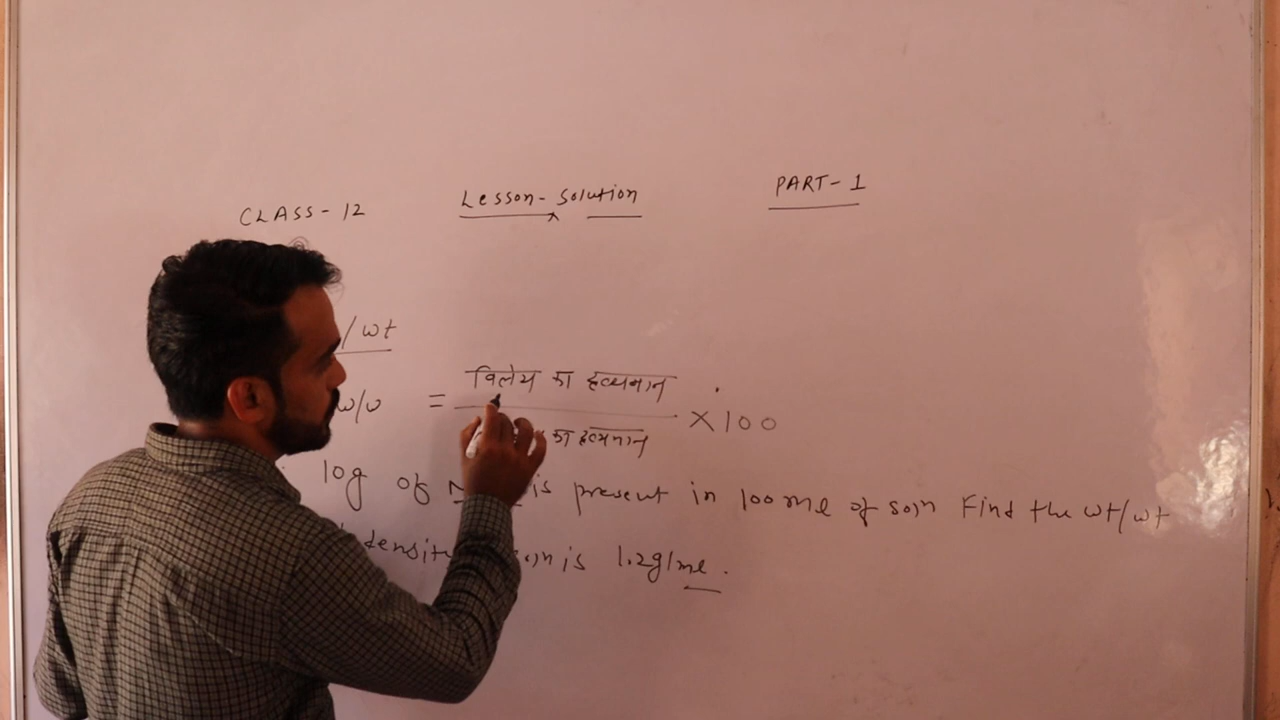 CLASS-12 Lesson-Solution PART-1
/wt
w/v = विलेय का द्रव्यमान
का द्रव्यमान × 100
10g of is present in 100ml of soln Find the wt/wt
density is 1.2g/ml.